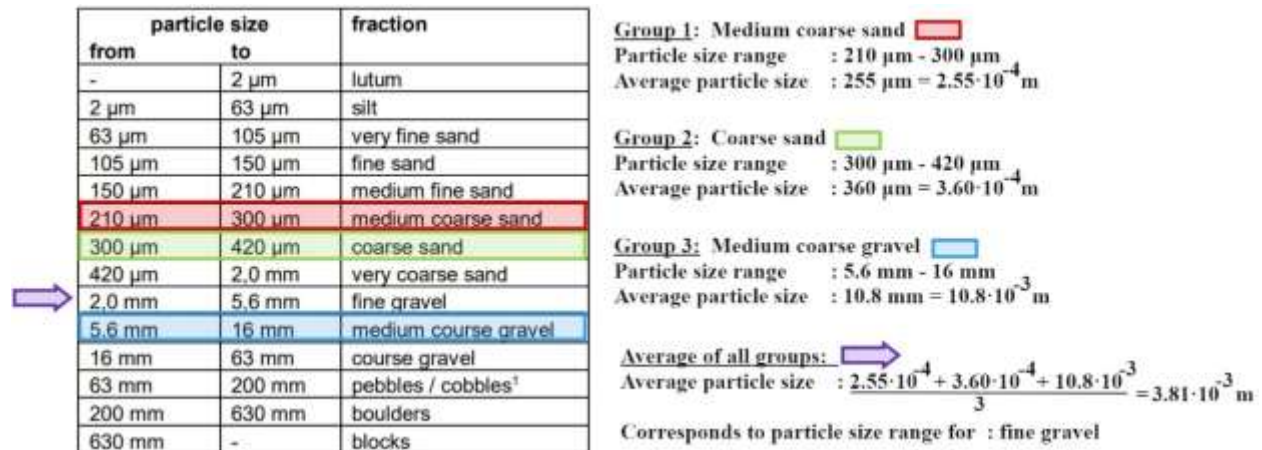 particle size fraction
from to
- 2 µm lutum
2 µm 63 µm silt
63 µm 105 µm very fine sand
105 µm 150 µm fine sand
150 µm 210 µm medium fine sand
210 µm 300 µm medium coarse sand
300 µm 420 µm coarse sand
420 µm 2,0 mm very coarse sand
2,0 mm 5,6 mm fine gravel
5.6 mm 16 mm medium course gravel
16 mm 63 mm course gravel
63 mm 200 mm pebbles / cobbles¹
200 mm 630 mm boulders
630 mm - blocks
Group 1: Medium coarse sand
Particle size range : 210 µm - 300 µm
Average particle size : 255 µm = 2.55·10⁻⁴ m
Group 2: Coarse sand
Particle size range : 300 µm - 420 µm
Average particle size : 360 µm = 3.60·10⁻⁴ m
Group 3: Medium coarse gravel
Particle size range : 5.6 mm - 16 mm
Average particle size : 10.8 mm = 10.8·10⁻³ m
Average of all groups:
Average particle size : 2.55·10⁻⁴ + 3.60·10⁻⁴ + 10.8·10⁻³ = 3.81·10⁻³ m
3
Corresponds to particle size range for : fine gravel